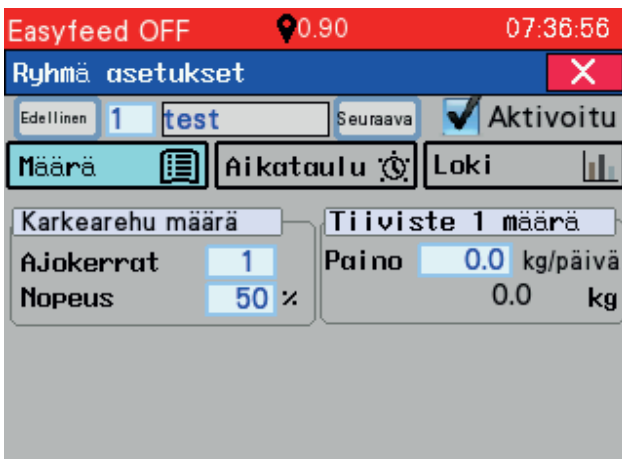 Easyfeed OFF 0.90 07:36:56
Ryhmä asetukset
Edellinen 1 test Seuraava Aktivoitu
Määrä Aikataulu Loki
Karkearehu määrä Tiiviste 1 määrä
Ajokerrat 1 Paino 0.0 kg/päivä
Nopeus 50 % 0.0 kg